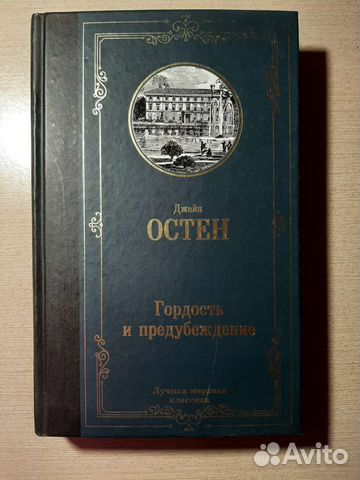 Джейн
ОСТЕН
Гордость
и предубеждение
Лучшая мировая
классика
Avito